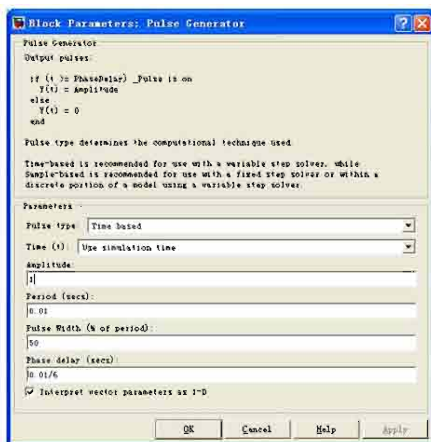 Block Parameters: Pulse Generator
Pulse Generator
Output pulses:
if (t >= PhaseDelay) _Pulse is on
Y(t) = Amplitude
else
Y(t) = 0
end
Pulse type determines the computational technique used
Time-based is recommended for use with a variable step solver, while
Sample-based is recommended for use with a fixed step solver or within a
discrete portion of a model using a variable step solver
Parameters
Pulse type: Time based
Time (t): Use simulation time
Amplitude:
1
Period (secs):
0.01
Pulse Width (% of period):
50
Phase delay (secs):
0.01/6
Interpret vector parameters as 1-D
OK Cancel Help Apply